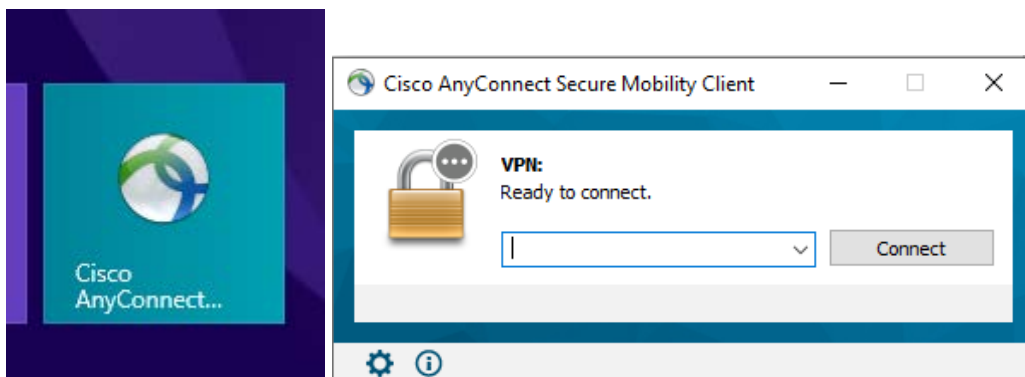 Cisco
AnyConnect...
Cisco AnyConnect Secure Mobility Client
VPN:
Ready to connect.
Connect